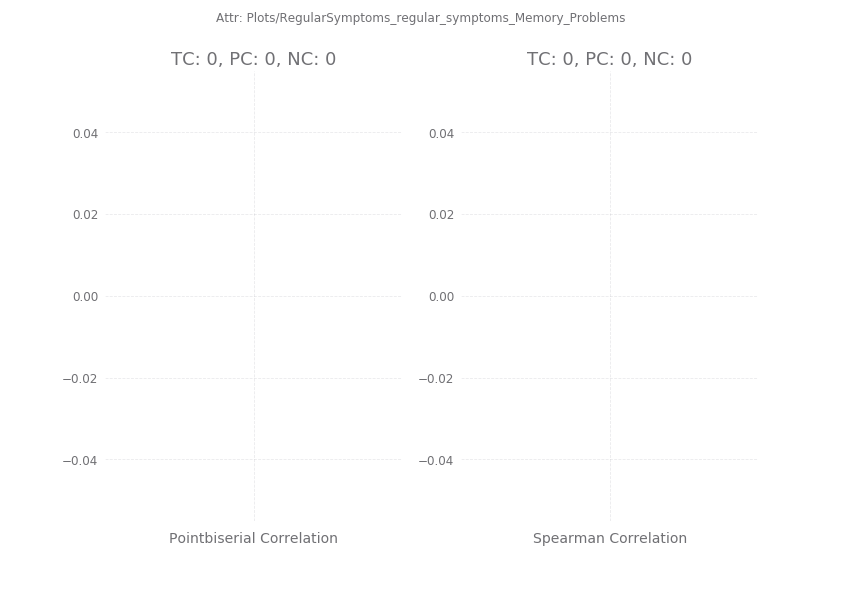 Attr: Plots/RegularSymptoms_regular_symptoms_Memory_Problems
TC: 0, PC: 0, NC: 0
0.04
0.02
0.00
−0.02
−0.04
Pointbiserial Correlation
TC: 0, PC: 0, NC: 0
0.04
0.02
0.00
−0.02
−0.04
Spearman Correlation